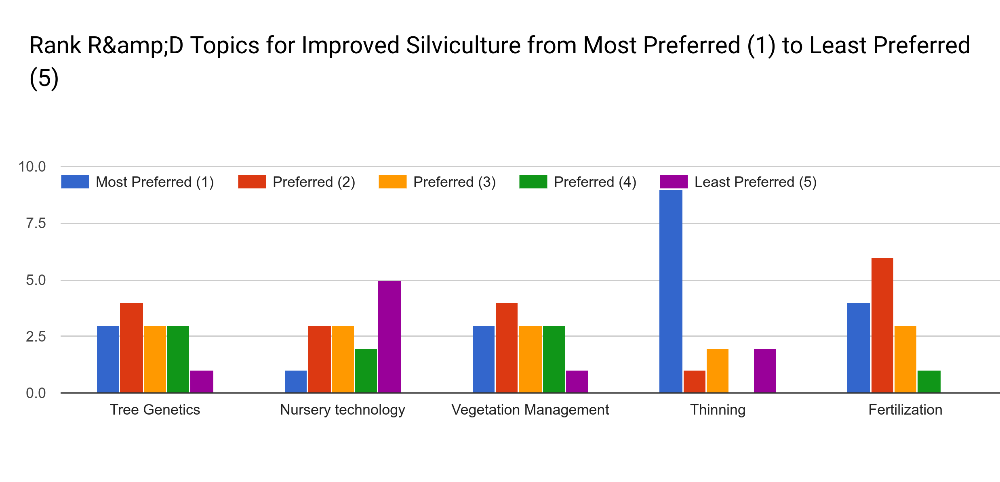 Rank R&amp;D Topics for Improved Silviculture from Most Preferred (1) to Least Preferred
(5)
10.0
Most Preferred (1) Preferred (2) Preferred (3) Preferred (4) Least Preferred (5)
7.5
5.0
2.5
0.0
Tree Genetics Nursery technology Vegetation Management Thinning Fertilization